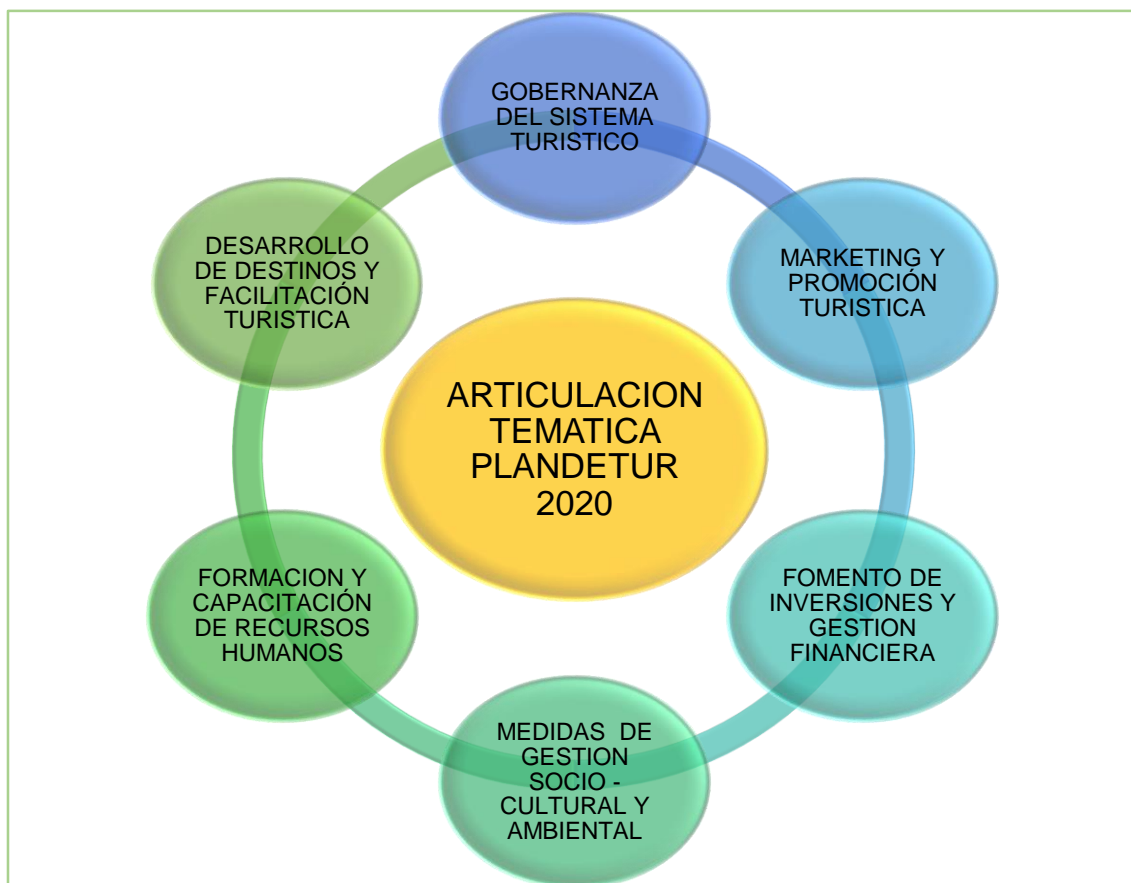 GOBERNANZA
DEL SISTEMA
TURISTICO
MARKETING Y
PROMOCIÓN
TURISTICA
FOMENTO DE
INVERSIONES Y
GESTION
FINANCIERA
MEDIDAS DE
GESTION
SOCIO -
CULTURAL Y
AMBIENTAL
FORMACION Y
CAPACITACIÓN
DE RECURSOS
HUMANOS
DESARROLLO
DE DESTINOS Y
FACILITACIÓN
TURISTICA
ARTICULACION
TEMATICA
PLANDETUR
2020